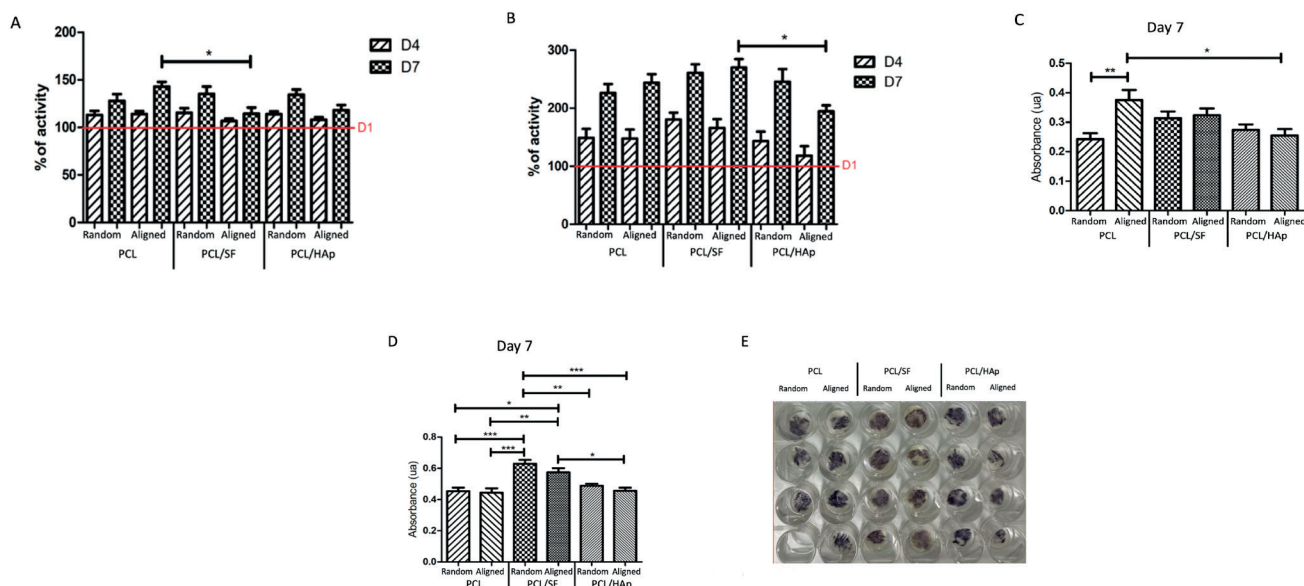 A
*
D4
D7
% of activity
200
150
100
50
0
D1
Random Aligned Random Aligned Random Aligned
PCL PCL/SF PCL/HAp
B
*
D4
D7
% of activity
300
200
100
0
D1
Random Aligned Random Aligned Random Aligned
PCL PCL/SF PCL/HAp
C
Day 7
*
**
Absorbance (ua)
0.5
0.4
0.3
0.2
0.1
0.0
Random Aligned Random Aligned Random Aligned
PCL PCL/SF PCL/HAp
D
Day 7
***
**
*
**
***
***
*
Absorbance (ua)
0.8
0.6
0.4
0.2
0.0
Random Aligned Random Aligned Random Aligned
PCL PCL/SF PCL/HAp
E
PCL PCL/SF PCL/HAp
Random Aligned Random Aligned Random Aligned